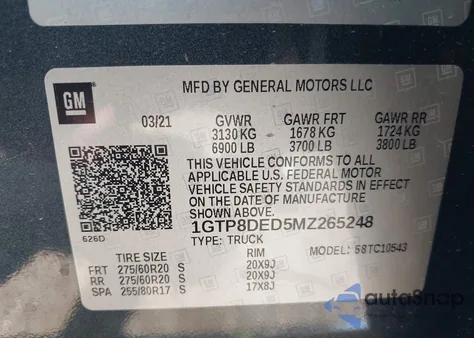 GM
MFD BY GENERAL MOTORS LLC
03/21 GVWR GAWR FRT GAWR RR
3130 KG 1678 KG 1724 KG
6900 LB 3700 LB 3800 LB
THIS VEHICLE CONFORMS TO ALL
APPLICABLE U.S. FEDERAL MOTOR
VEHICLE SAFETY STANDARDS IN EFFECT
ON THE DATE OF MANUFACTURE SHOWN
ABOVE.
1GTP8DED5MZ265248
TYPE: TRUCK
626D
58TC10543
TIRE SIZE RIM
FRT 275/60R20 S 20X9J
RR 275/60R20 S 20X9J
SPA 255/80R17 S 17X8J
autoSnap